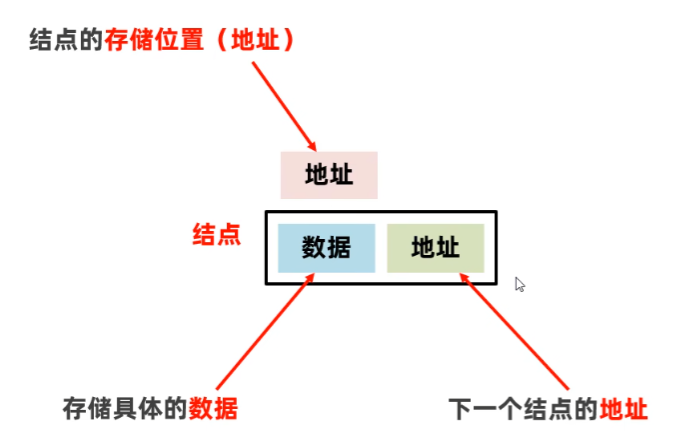 结点的存储位置（地址）
地址
结点
数据 地址
存储具体的数据
下一个结点的地址